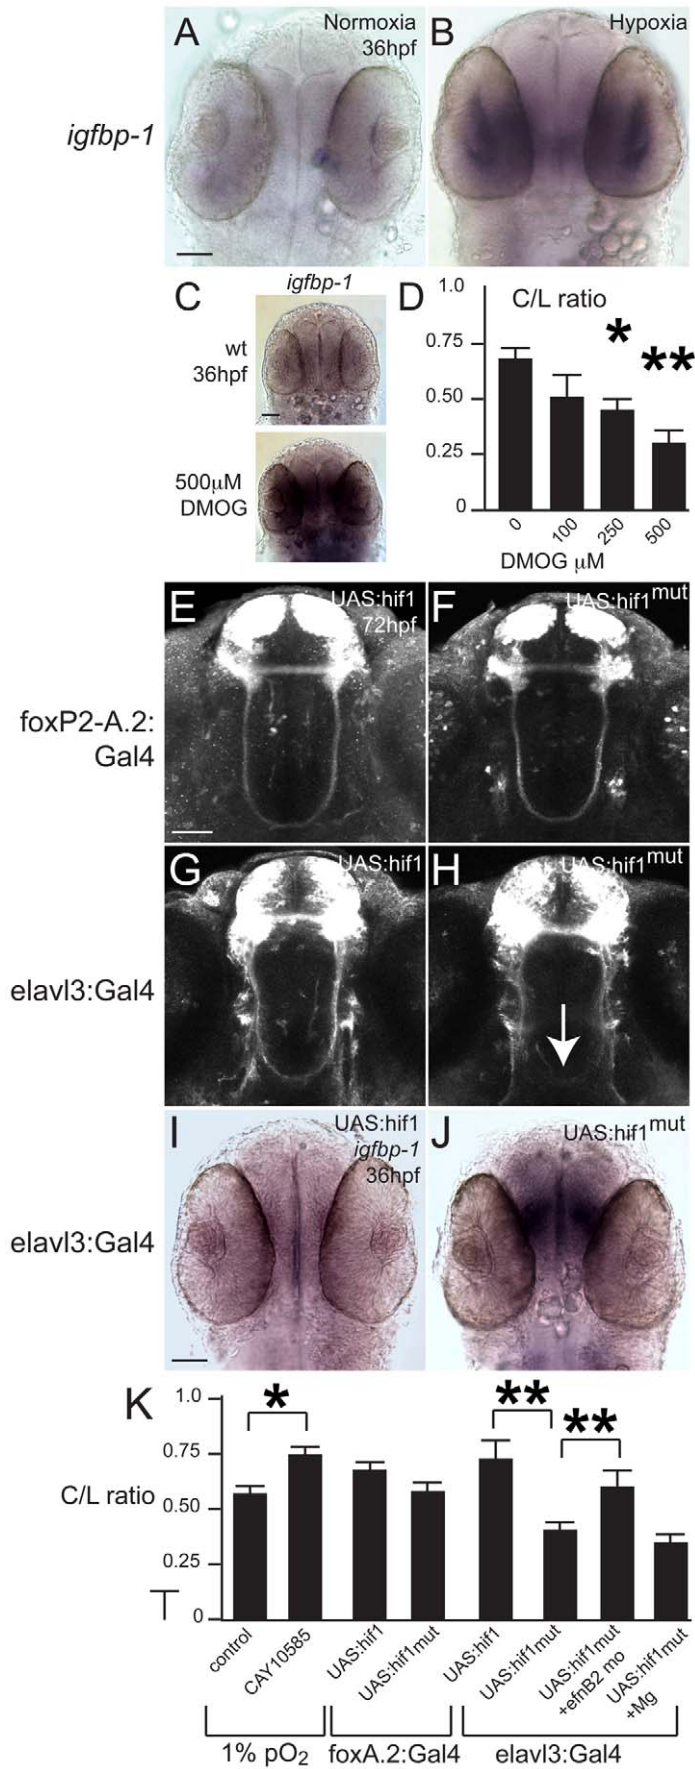 A
Normoxia
36hpf
B
Hypoxia
igfbp-1
C
igfbp-1
wt
36hpf
500µM
DMOG
D
C/L ratio
1.0
0.75
0.50
0.25
0
*
**
0
100
250
500
DMOG µM
E
UAS:hif1
72hpf
F
UAS:hif1mut
foxP2-A.2:
Gal4
G
UAS:hif1
H
UAS:hif1mut
elavl3:Gal4
I
UAS:hif1
igfbp-1
36hpf
J
UAS:hif1mut
elavl3:Gal4
K
C/L ratio
1.0
0.75
0.50
0.25
0
*
**
**
control
CAY10585
UAS:hif1
UAS:hif1mut
UAS:hif1
UAS:hif1mut
UAS:hif1mut
+efnB2 mo
UAS:hif1mut
+Mg
1% pO2
foxA.2:Gal4
elavl3:Gal4